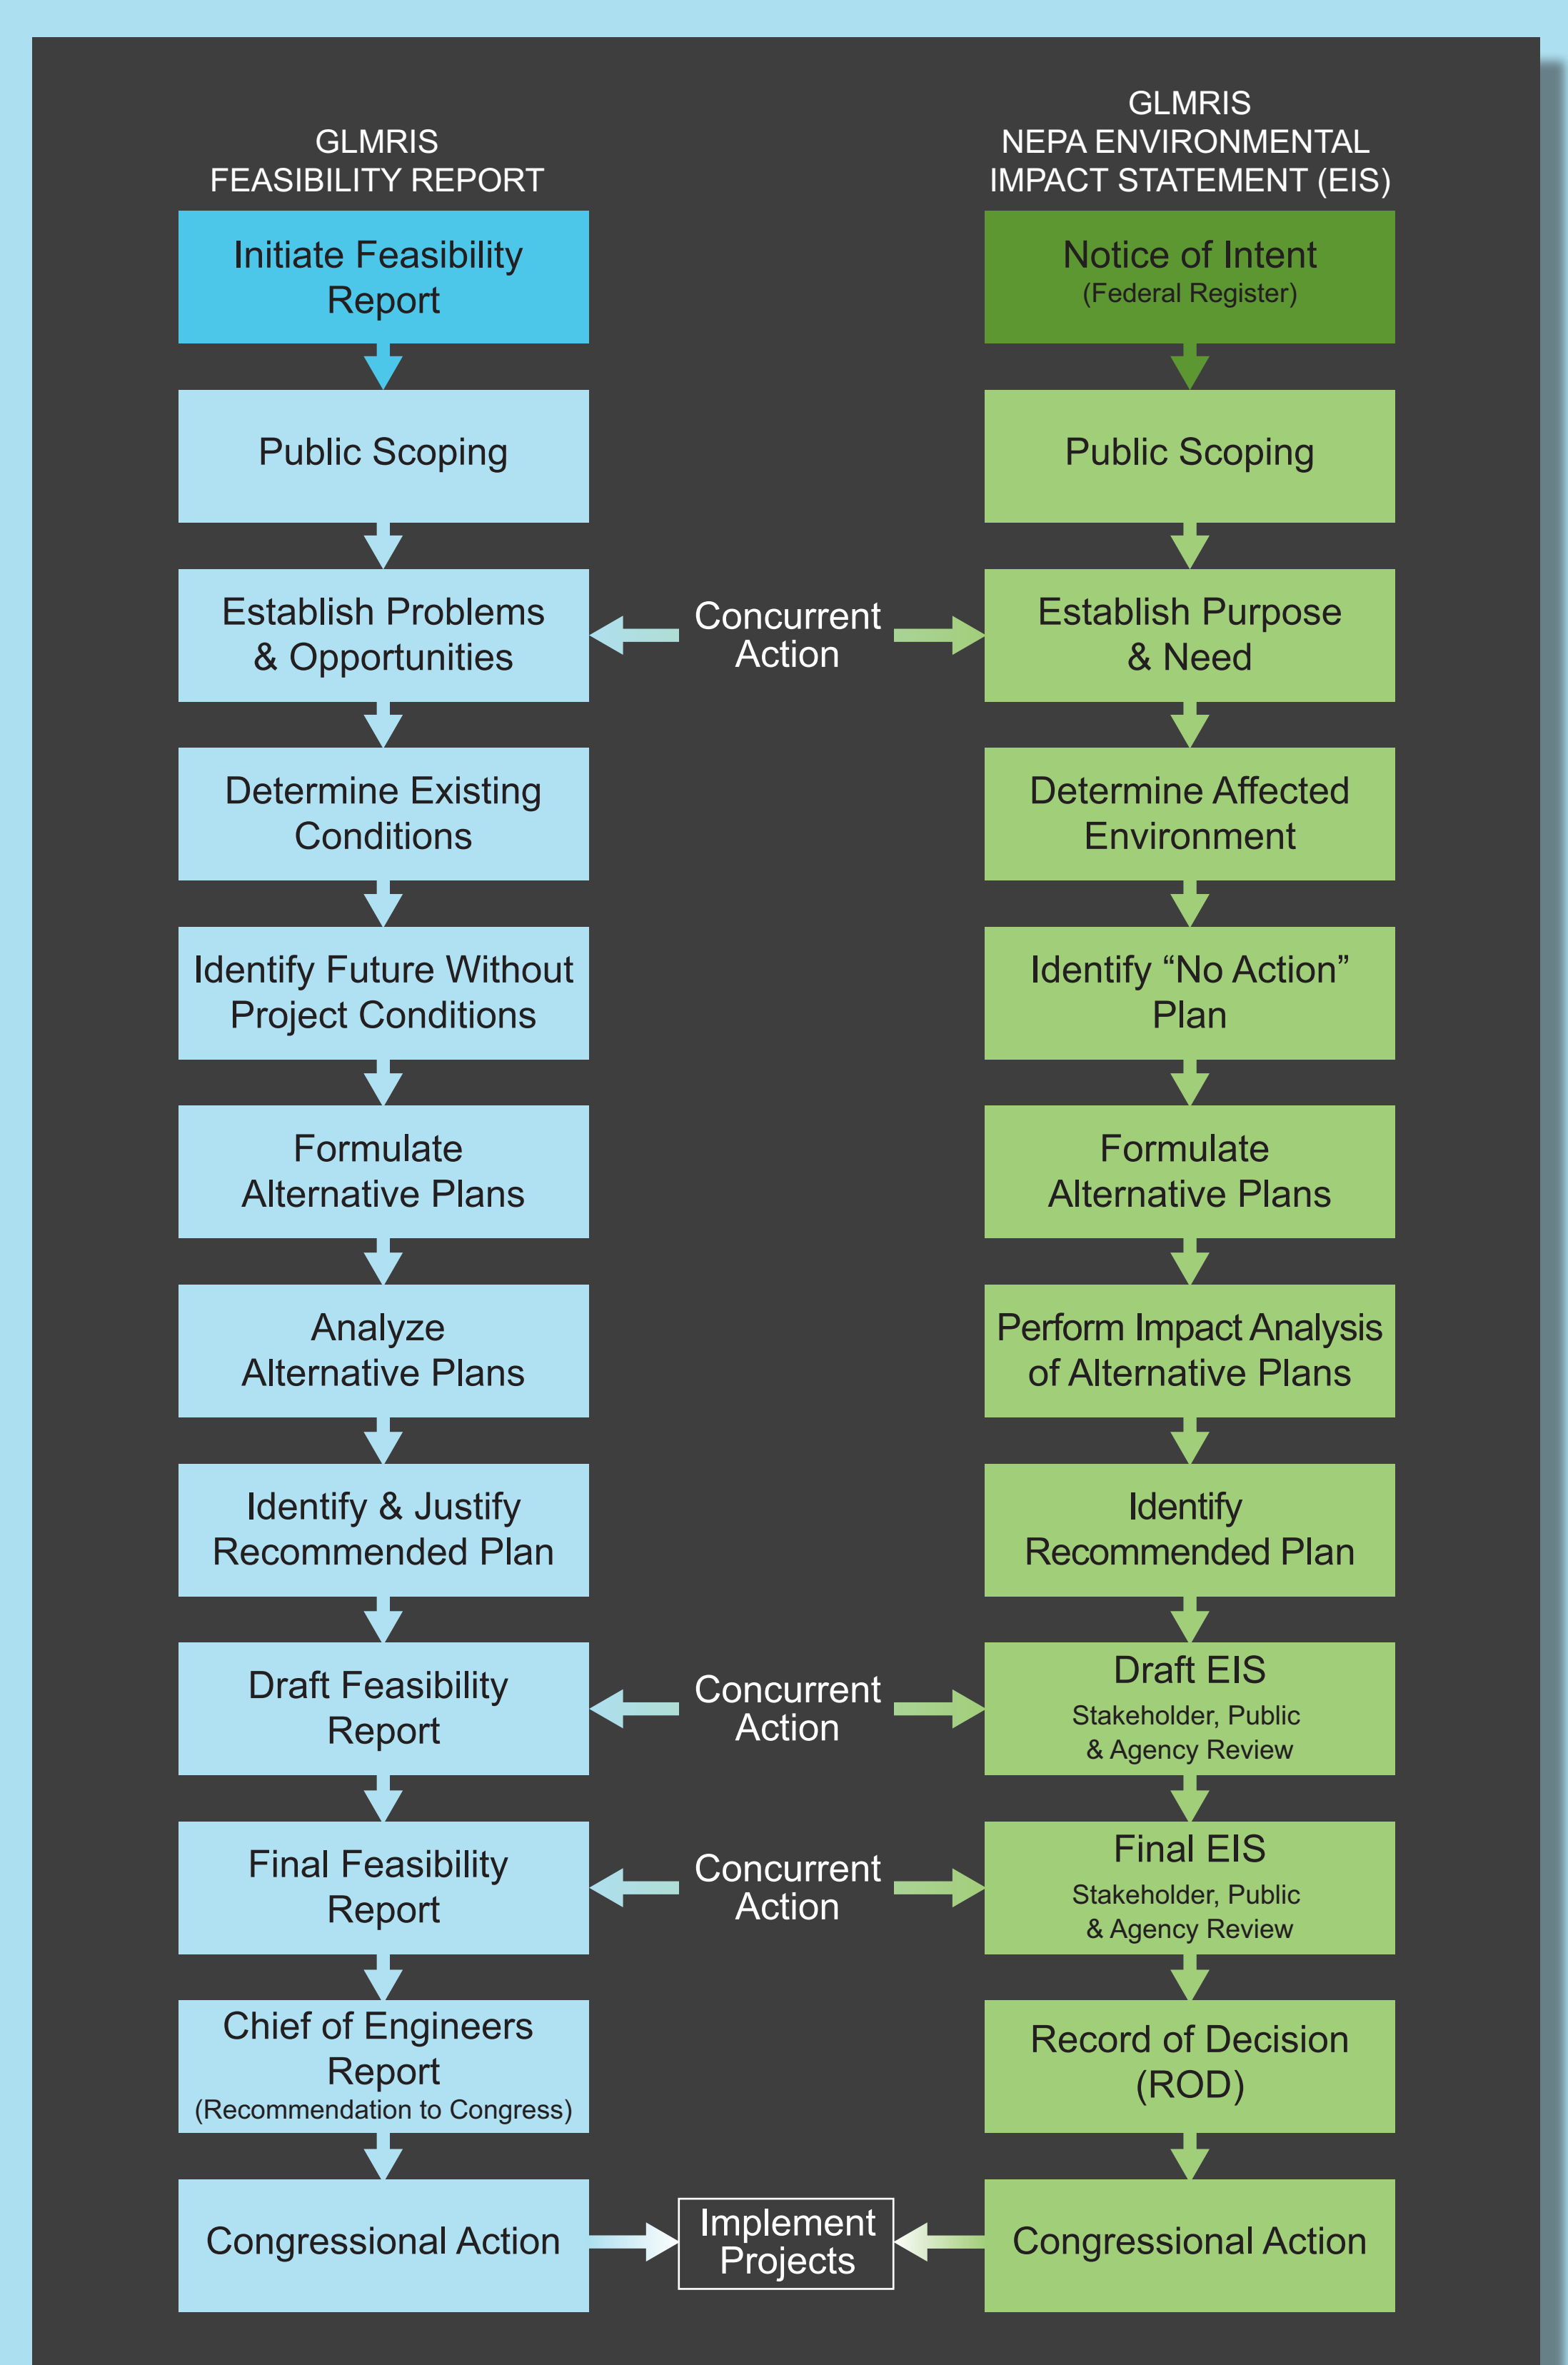 GLMRIS
FEASIBILITY REPORT
GLMRIS
NEPA ENVIRONMENTAL
IMPACT STATEMENT (EIS)
Initiate Feasibility
Report
Notice of Intent
(Federal Register)
Public Scoping
Public Scoping
Establish Problems
& Opportunities
Concurrent
Action
Establish Purpose
& Need
Determine Existing
Conditions
Determine Affected
Environment
Identify Future Without
Project Conditions
Identify “No Action”
Plan
Formulate
Alternative Plans
Formulate
Alternative Plans
Analyze
Alternative Plans
Perform Impact Analysis
of Alternative Plans
Identify & Justify
Recommended Plan
Identify
Recommended Plan
Draft Feasibility
Report
Concurrent
Action
Draft EIS
Stakeholder, Public
& Agency Review
Final Feasibility
Report
Concurrent
Action
Final EIS
Stakeholder, Public
& Agency Review
Chief of Engineers
Report
(Recommendation to Congress)
Record of Decision
(ROD)
Congressional Action
Implement
Projects
Congressional Action